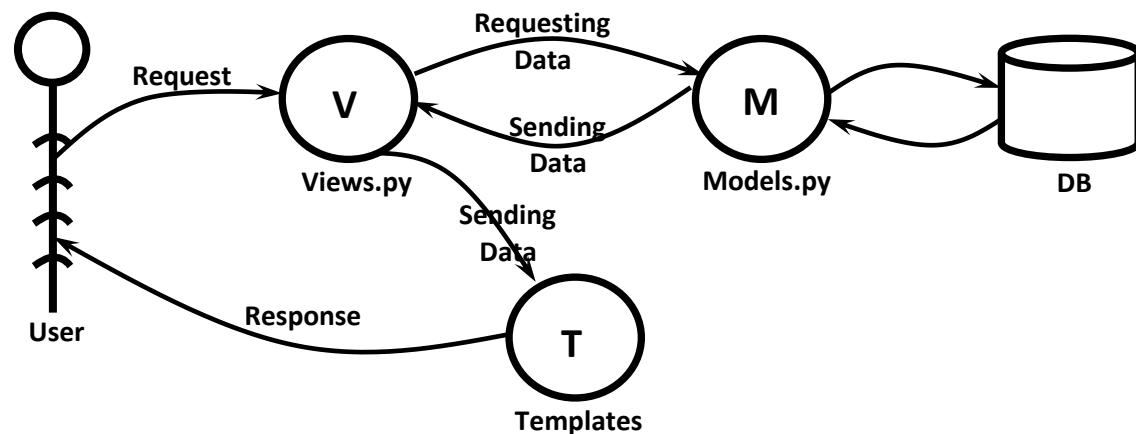 Requesting
Data
Request
V
M
Sending
Data
Views.py
Models.py
DB
Sending
Data
Response
User
T
Templates